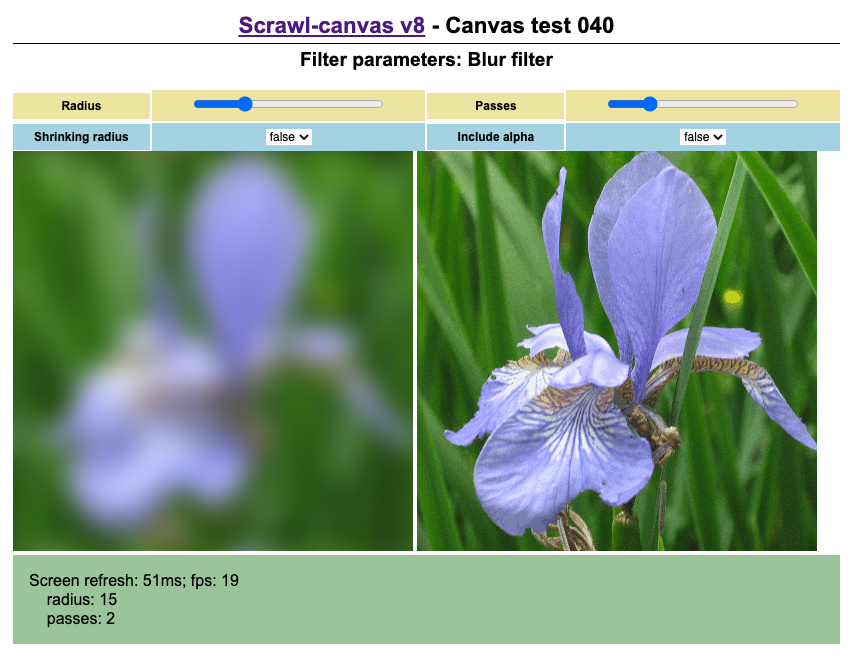 Scrawl-canvas v8 - Canvas test 040
Filter parameters: Blur filter
Radius Passes
Shrinking radius false Include alpha false
Screen refresh: 51ms; fps: 19
radius: 15
passes: 2